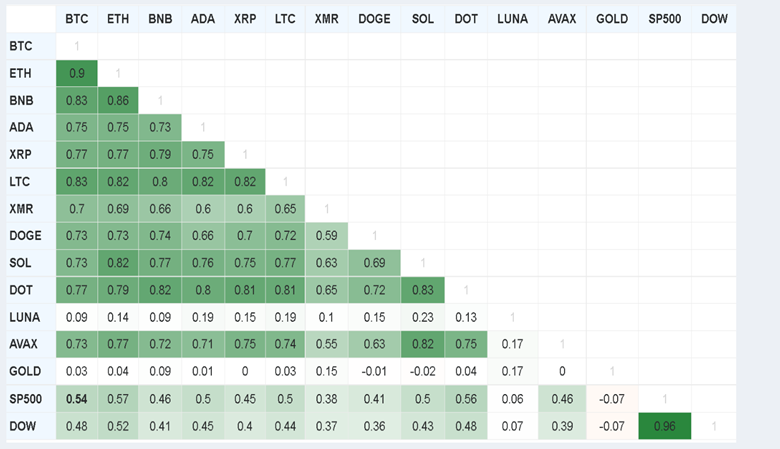 BTC ETH BNB ADA XRP LTC XMR DOGE SOL DOT LUNA AVAX GOLD SP500 DOW
BTC 1
ETH 0.9 1
BNB 0.83 0.86 1
ADA 0.75 0.75 0.73 1
XRP 0.77 0.77 0.79 0.75 1
LTC 0.83 0.82 0.8 0.82 0.82 1
XMR 0.7 0.69 0.66 0.6 0.6 0.65 1
DOGE 0.73 0.73 0.74 0.66 0.7 0.72 0.59 1
SOL 0.73 0.82 0.77 0.76 0.75 0.77 0.63 0.69 1
DOT 0.77 0.79 0.82 0.8 0.81 0.81 0.65 0.72 0.83 1
LUNA 0.09 0.14 0.09 0.19 0.15 0.19 0.1 0.15 0.23 0.13 1
AVAX 0.73 0.77 0.72 0.71 0.75 0.74 0.55 0.63 0.82 0.75 0.17 1
GOLD 0.03 0.04 0.09 0.01 0 0.03 0.15 -0.01 -0.02 0.04 0.17 0 1
SP500 0.54 0.57 0.46 0.5 0.45 0.5 0.38 0.41 0.5 0.56 0.06 0.46 -0.07 1
DOW 0.48 0.52 0.41 0.45 0.4 0.44 0.37 0.36 0.43 0.48 0.07 0.39 -0.07 0.96 1